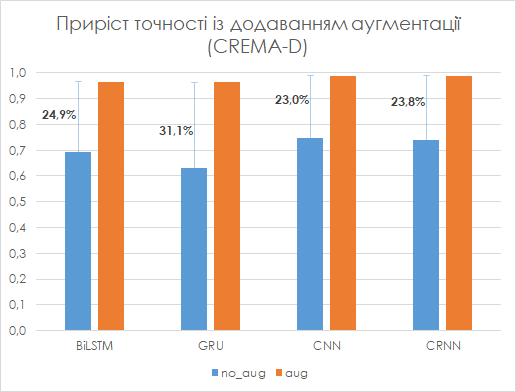 Приріст точності із додаванням аугментації
(CREMA-D)
1,0
0,9
0,8
0,7
0,6
0,5
0,4
0,3
0,2
0,1
0,0
24,9%
31,1%
23,0%
23,8%
BiLSTM
GRU
CNN
CRNN
no_aug
aug